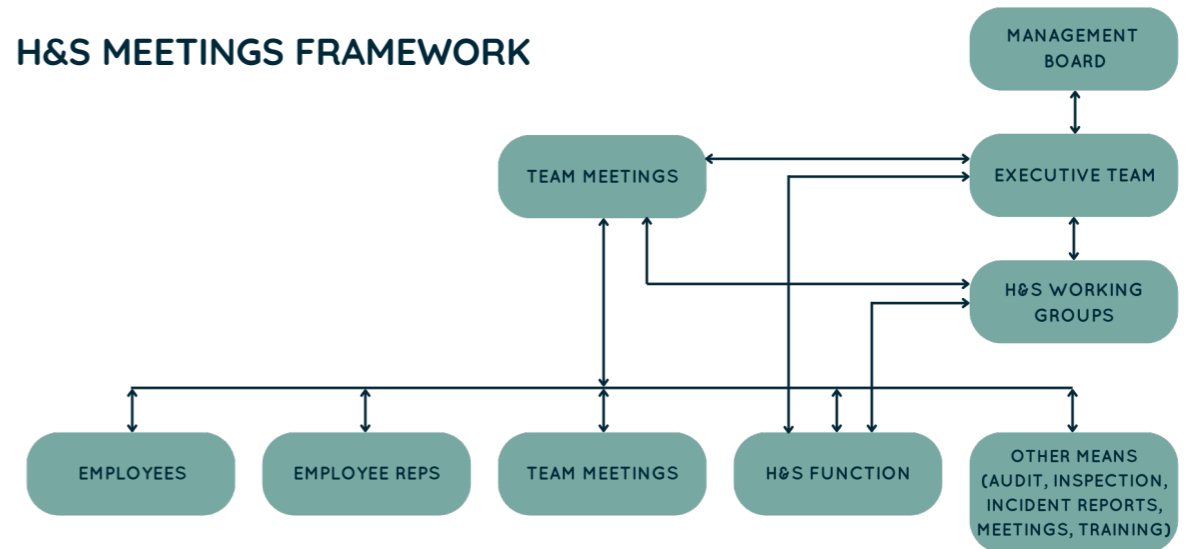 H&S MEETINGS FRAMEWORK
MANAGEMENT
BOARD
TEAM MEETINGS
EXECUTIVE TEAM
H&S WORKING
GROUPS
EMPLOYEES
EMPLOYEE REPS
TEAM MEETINGS
H&S FUNCTION
OTHER MEANS
(AUDIT, INSPECTION,
INCIDENT REPORTS,
MEETINGS, TRAINING)